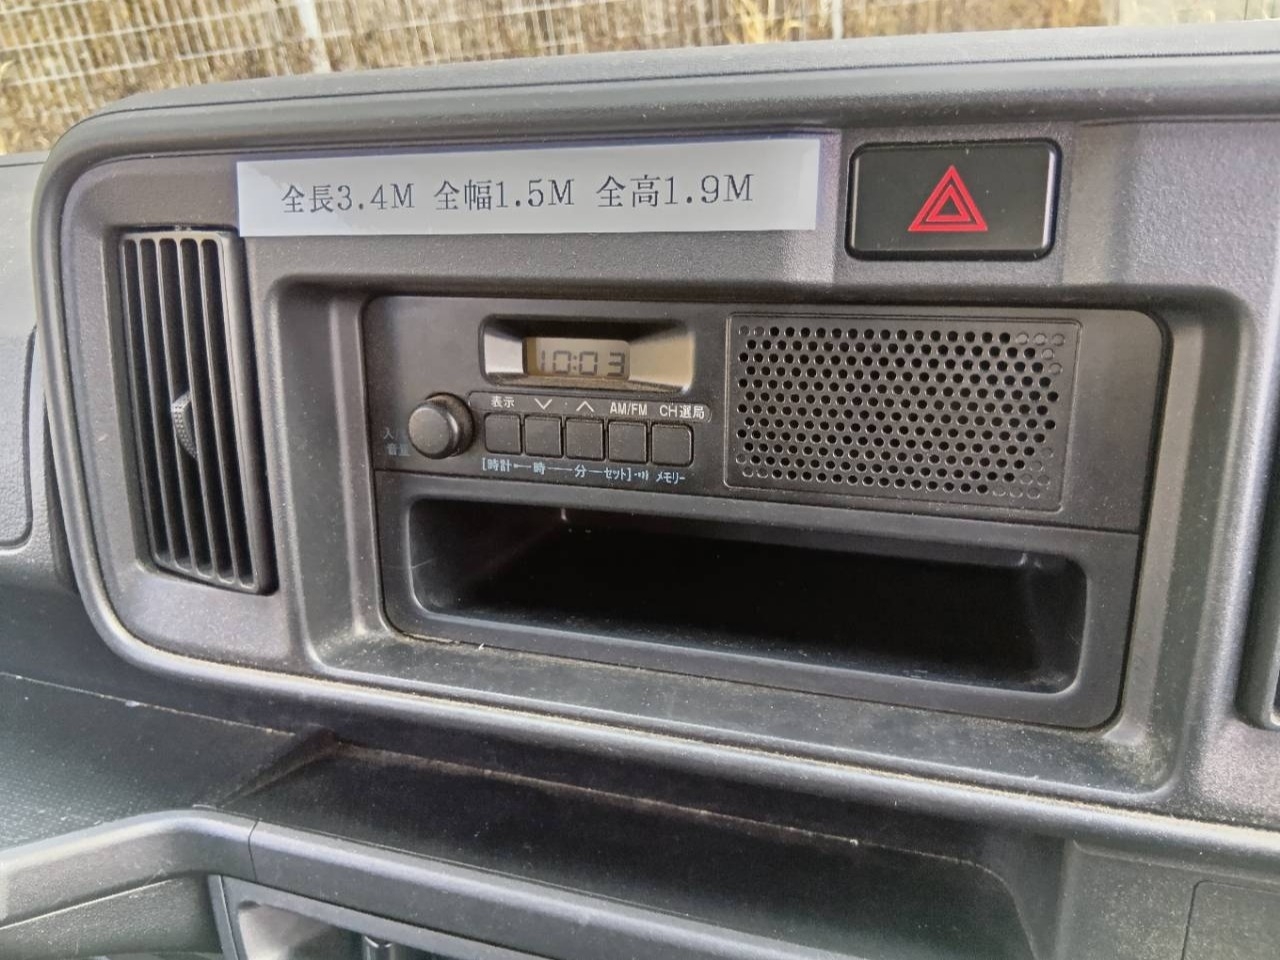 全長3.4M 全幅1.5M 全高1.9M
10:03
表示 AM/FM CH選局
音量
[時計 時 分 セット] メモリー